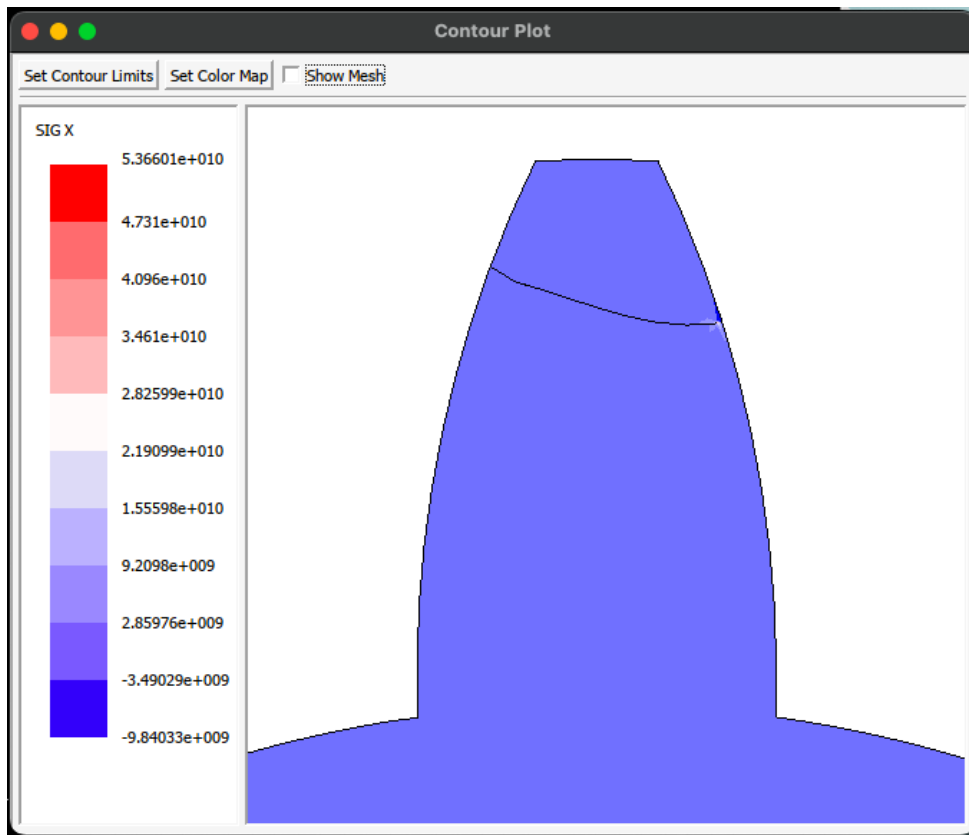 Contour Plot
Set Contour Limits Set Color Map Show Mesh
SIG X
5.36601e+010
4.731e+010
4.096e+010
3.461e+010
2.82599e+010
2.19099e+010
1.55598e+010
9.2098e+009
2.85976e+009
-3.49029e+009
-9.84033e+009